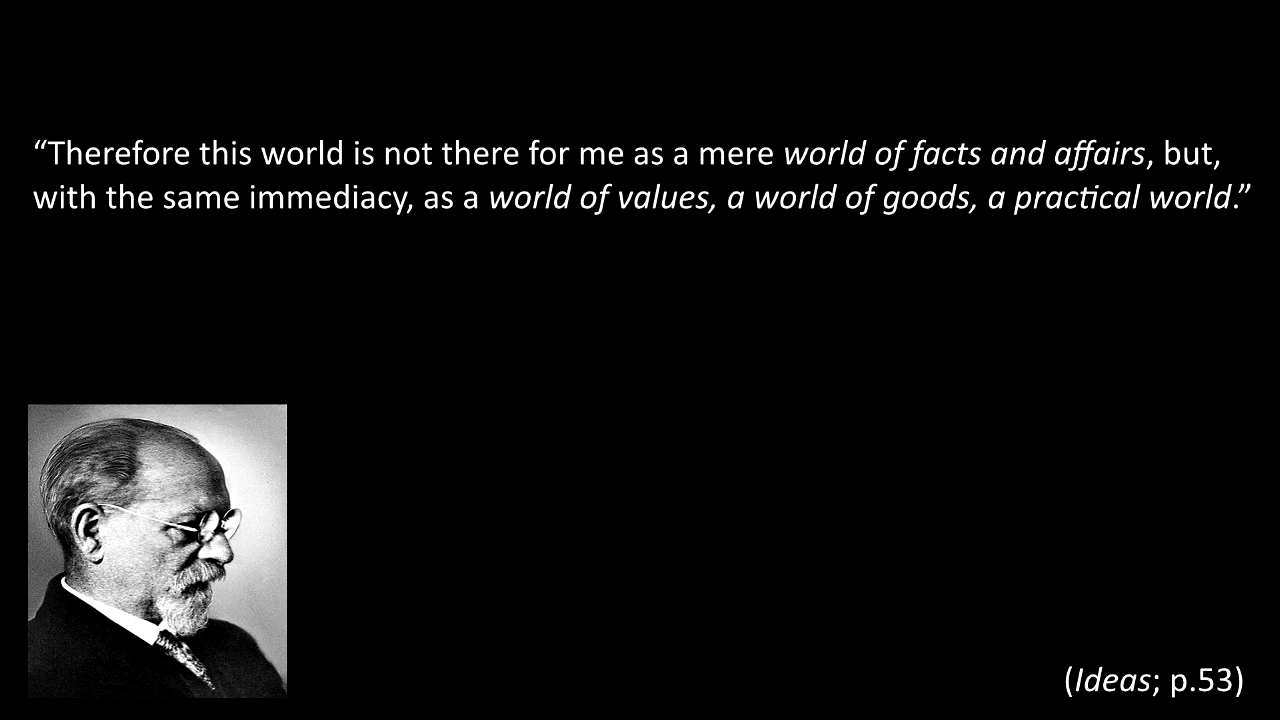 “Therefore this world is not there for me as a mere world of facts and affairs, but,
with the same immediacy, as a world of values, a world of goods, a practical world.”
(Ideas; p.53)